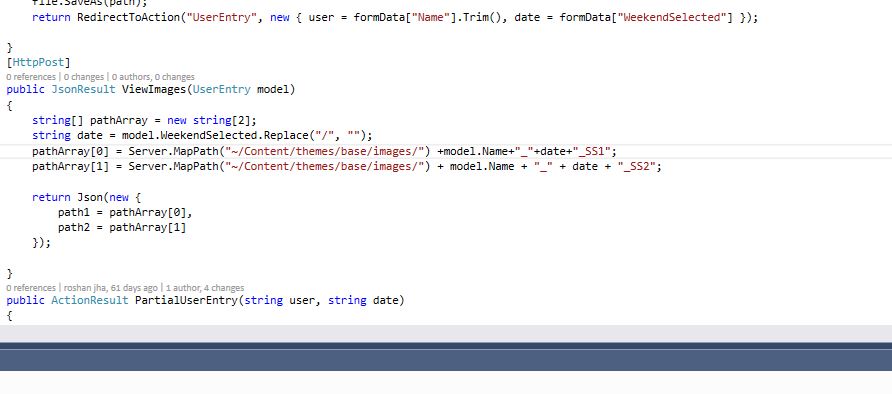 file.SaveAs(path);
return RedirectToAction("UserEntry", new { user = formData["Name"].Trim(), date = formData["WeekendSelected"] });
}
[HttpPost]
0 references | 0 changes | 0 authors, 0 changes
public JsonResult ViewImages(UserEntry model)
{
string[] pathArray = new string[2];
string date = model.WeekendSelected.Replace("/", "");
pathArray[0] = Server.MapPath("~/Content/themes/base/images/") +model.Name+"_"+date+"_SS1";
pathArray[1] = Server.MapPath("~/Content/themes/base/images/") + model.Name + "_" + date + "_SS2";
return Json(new {
path1 = pathArray[0],
path2 = pathArray[1]
});
}
0 references | roshan jha, 61 days ago | 1 author, 4 changes
public ActionResult PartialUserEntry(string user, string date)
{